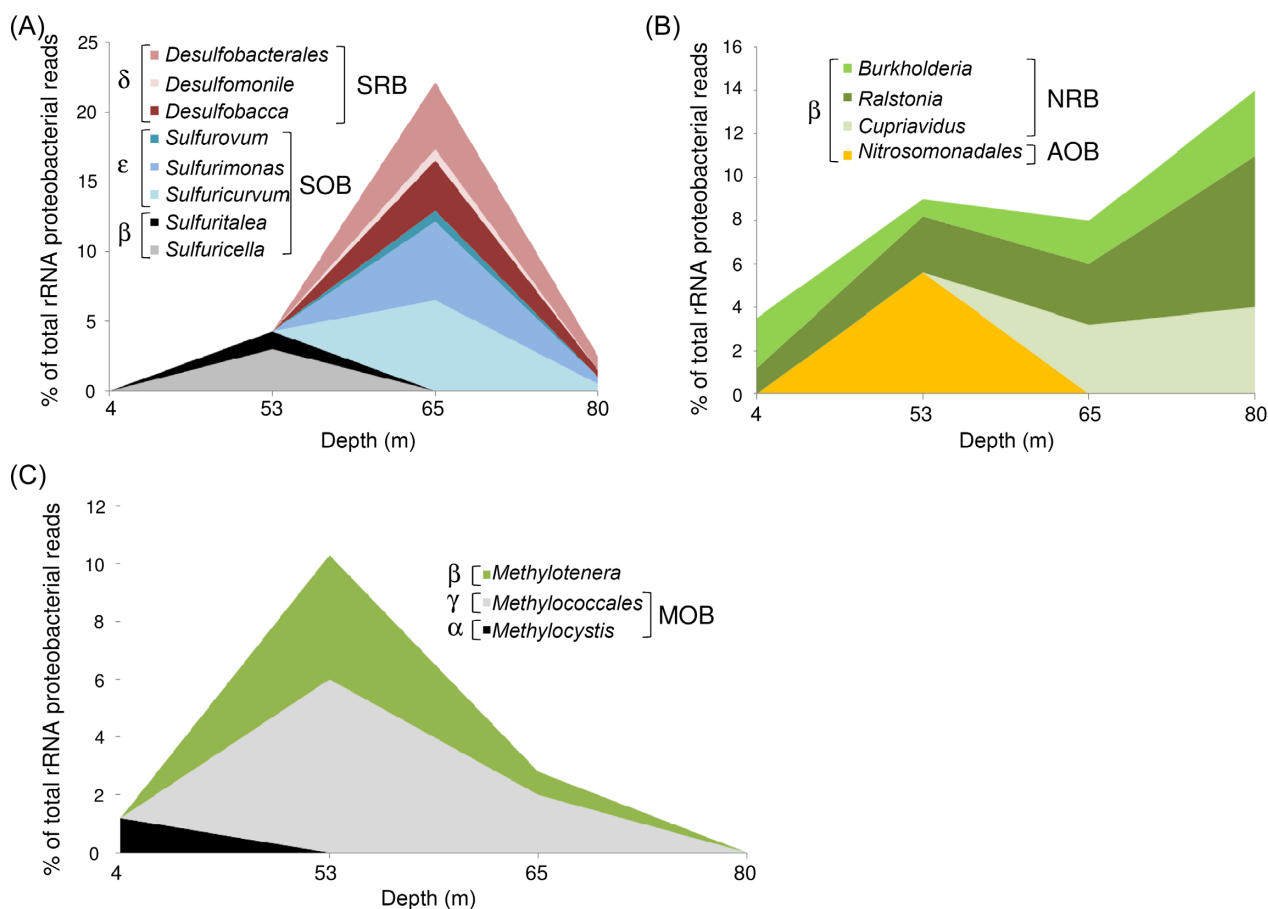 (A)
% of total rRNA proteobacterial reads
25
20
15
10
5
0
4
53
65
80
Depth (m)
δ
Desulfobacterales
Desulfomonile
Desulfobacca
SRB
ε
Sulfurovum
Sulfurimonas
Sulfuricurvum
SOB
β
Sulfuritalea
Sulfuricella
(B)
% of total rRNA proteobacterial reads
16
14
12
10
8
6
4
2
0
4
53
65
80
Depth (m)
β
Burkholderia
Ralstonia
Cupriavidus
NRB
Nitrosomonadales
AOB
(C)
% of total rRNA proteobacterial reads
12
10
8
6
4
2
0
4
53
65
80
Depth (m)
β Methylotenera
γ Methylococcales
α Methylocystis
MOB